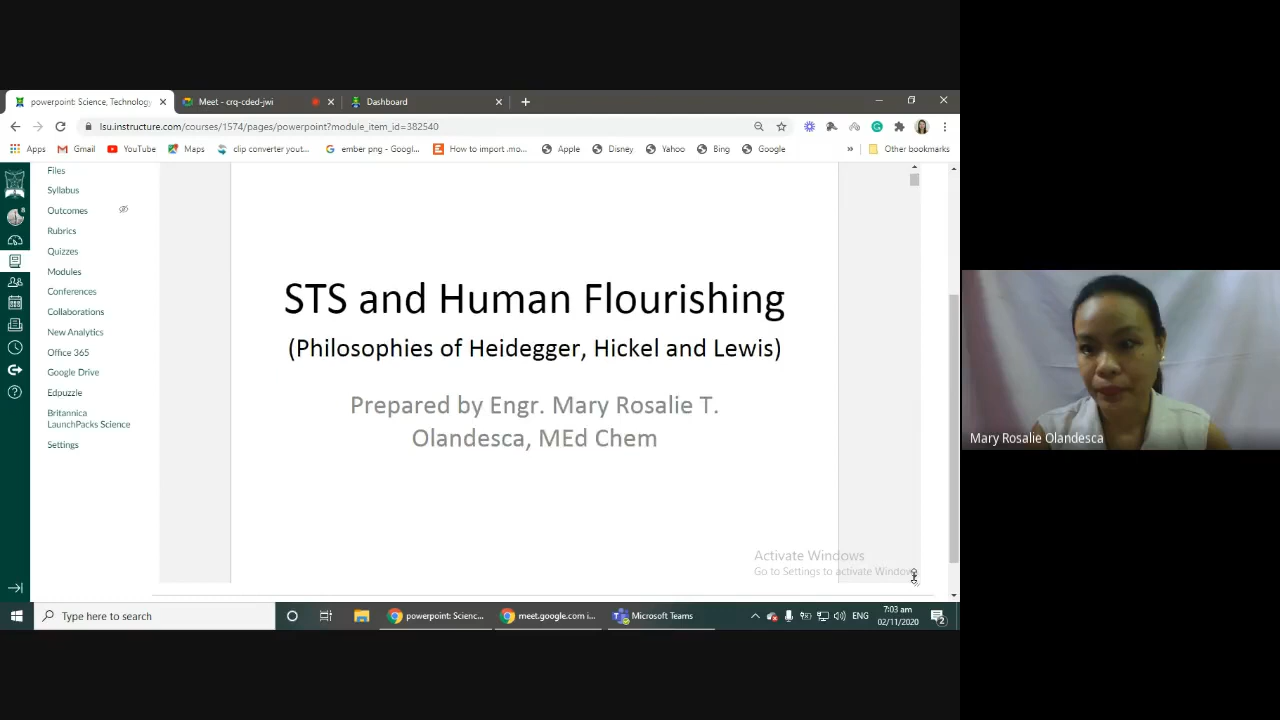 powerpoint: Science, Technology
Meet - crq-cded-jwi
Dashboard
lsu.instructure.com/courses/1574/pages/powerpoint?module_item_id=382540
Apps
Gmail
YouTube
Maps
clip converter yout...
ember png - Googl...
How to import .mo...
Apple
Disney
Yahoo
Bing
Google
»
Other bookmarks
Files
Syllabus
Outcomes
Rubrics
Quizzes
Modules
Conferences
Collaborations
New Analytics
Office 365
Google Drive
Edpuzzle
Britannica
LaunchPacks Science
Settings
STS and Human Flourishing
(Philosophies of Heidegger, Hickel and Lewis)
Prepared by Engr. Mary Rosalie T.
Olandesca, MEd Chem
Activate Windows
Go to Settings to activate Windows.
Mary Rosalie Olandesca
Type here to search
powerpoint: Scienc...
meet.google.com i...
Microsoft Teams
ENG
7:03 am
02/11/2020
2